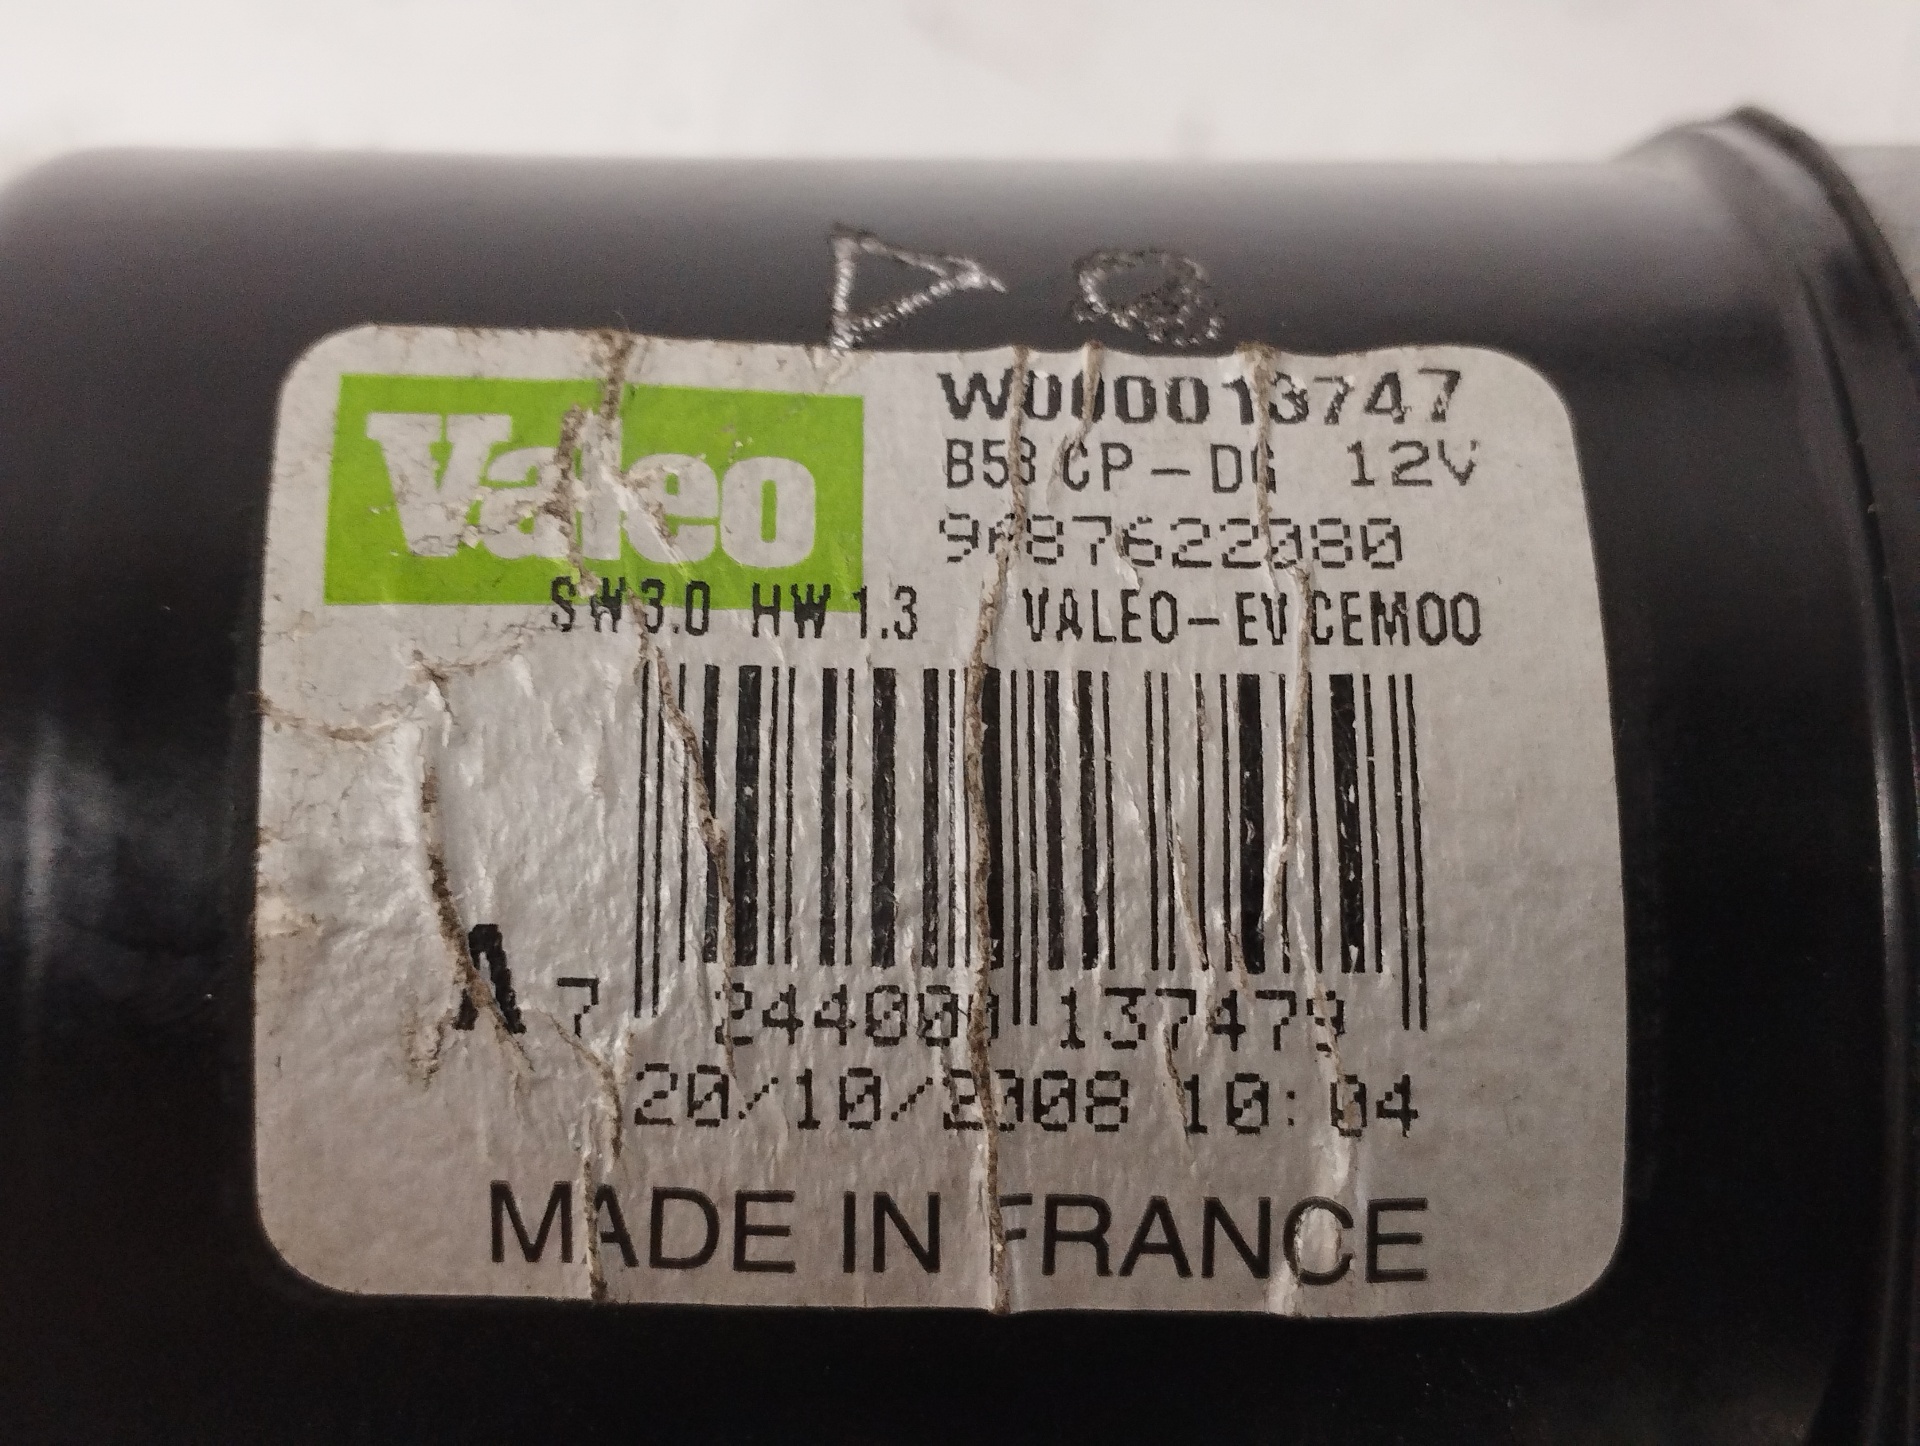 Valeo
W000013747
B53 CP-DG 12V
9687622080
SW3.0 HW1.3 VALEO-EV CEM00
A 7 244000 137479
20/10/2008 10:04
MADE IN FRANCE